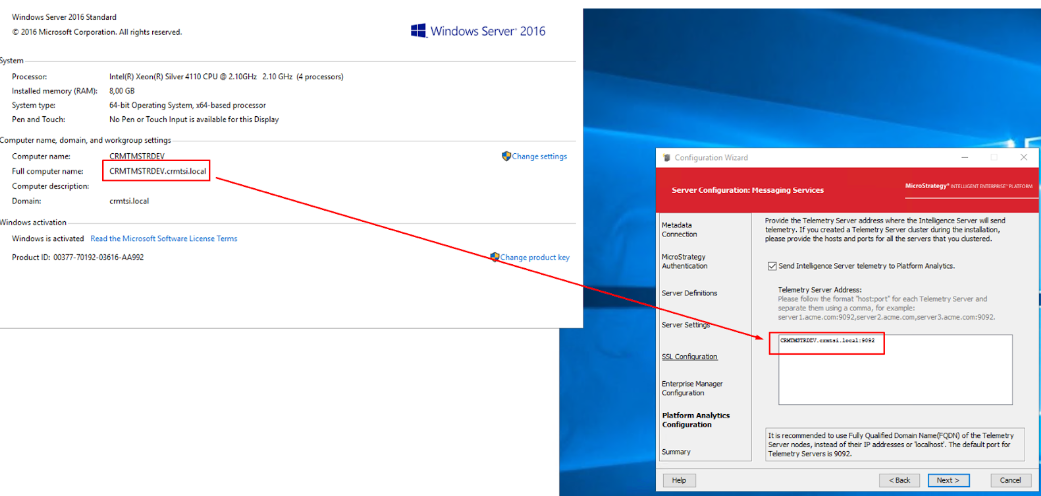 Windows Server 2016 Standard
© 2016 Microsoft Corporation. All rights reserved.
Windows Server® 2016
System
Processor: Intel(R) Xeon(R) Silver 4110 CPU @ 2.10GHz 2.10 GHz (4 processors)
Installed memory (RAM): 8,00 GB
System type: 64-bit Operating System, x64-based processor
Pen and Touch: No Pen or Touch Input is available for this Display
Computer name, domain, and workgroup settings
Computer name: CRMTMSTRDEV
Change settings
Full computer name: CRMTMSTRDEV.crmtsi.local
Computer description:
Domain: crmtsi.local
Windows activation
Windows is activated Read the Microsoft Software License Terms
Product ID: 00377-70192-03616-AA992
Change product key
Configuration Wizard
Server Configuration: Messaging Services
MicroStrategy® INTELLIGENT ENTERPRISE™ PLATFORM
Metadata
Connection
MicroStrategy
Authentication
Server Definitions
Server Settings
SSL Configuration
Enterprise Manager
Configuration
Platform Analytics
Configuration
Summary
Provide the Telemetry Server address where the Intelligence Server will send
telemetry. If you created a Telemetry Server cluster during the installation,
please provide the hosts and ports for all the servers that you clustered.
Send Intelligence Server telemetry to Platform Analytics.
Telemetry Server Address:
Please follow the format "host:port" for each Telemetry Server and
separate them using a comma, for example:
server1.acme.com:9092,server2.acme.com,server3.acme.com:9092.
CRMTMSTRDEV.crmtsi.local:9092
It is recommended to use Fully Qualified Domain Name(FQDN) of the Telemetry
Server nodes, instead of their IP addresses or 'localhost'. The default port for
Telemetry Servers is 9092.
Help
< Back
Next >
Cancel